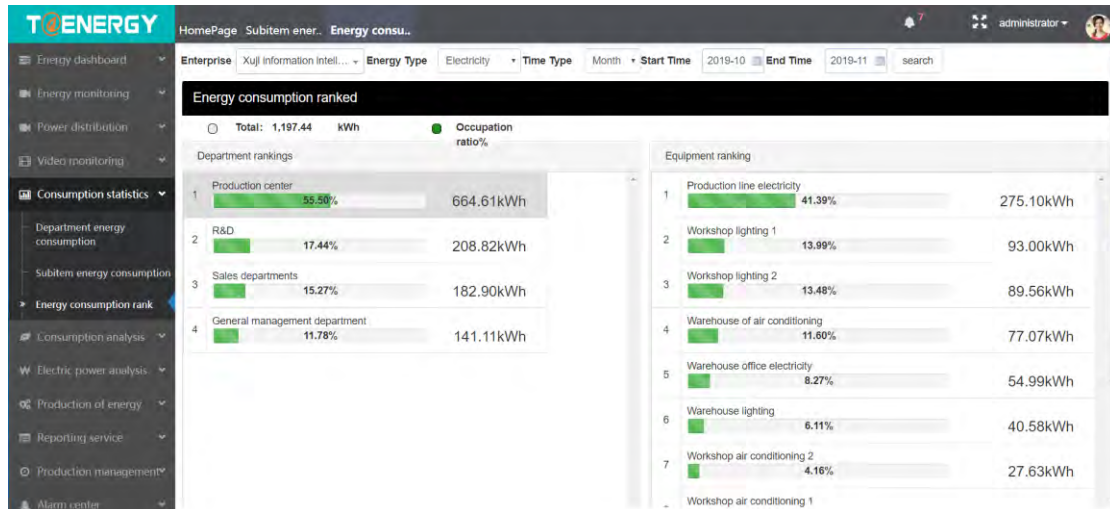 T@ENERGY
HomePage Subitem ener.. Energy consu..
7
administrator
Energy dashboard
Energy monitoring
Power distribution
Video monitoring
Consumption statistics
Department energy
consumption
Subitem energy consumption
Energy consumption rank
Consumption analysis
Electric power analysis
Production of energy
Reporting service
Production management
Alarm center
Enterprise Xuji information intell... Energy Type Electricity Time Type Month Start Time 2019-10 End Time 2019-11 search
Energy consumption ranked
Total: 1,197.44 kWh Occupation
ratio%
Department rankings
1 Production center
55.50% 664.61kWh
2 R&D
17.44% 208.82kWh
3 Sales departments
15.27% 182.90kWh
4 General management department
11.78% 141.11kWh
Equipment ranking
1 Production line electricity
41.39% 275.10kWh
2 Workshop lighting 1
13.99% 93.00kWh
3 Workshop lighting 2
13.48% 89.56kWh
4 Warehouse of air conditioning
11.60% 77.07kWh
5 Warehouse office electricity
8.27% 54.99kWh
6 Warehouse lighting
6.11% 40.58kWh
7 Workshop air conditioning 2
4.16% 27.63kWh
Workshop air conditioning 1